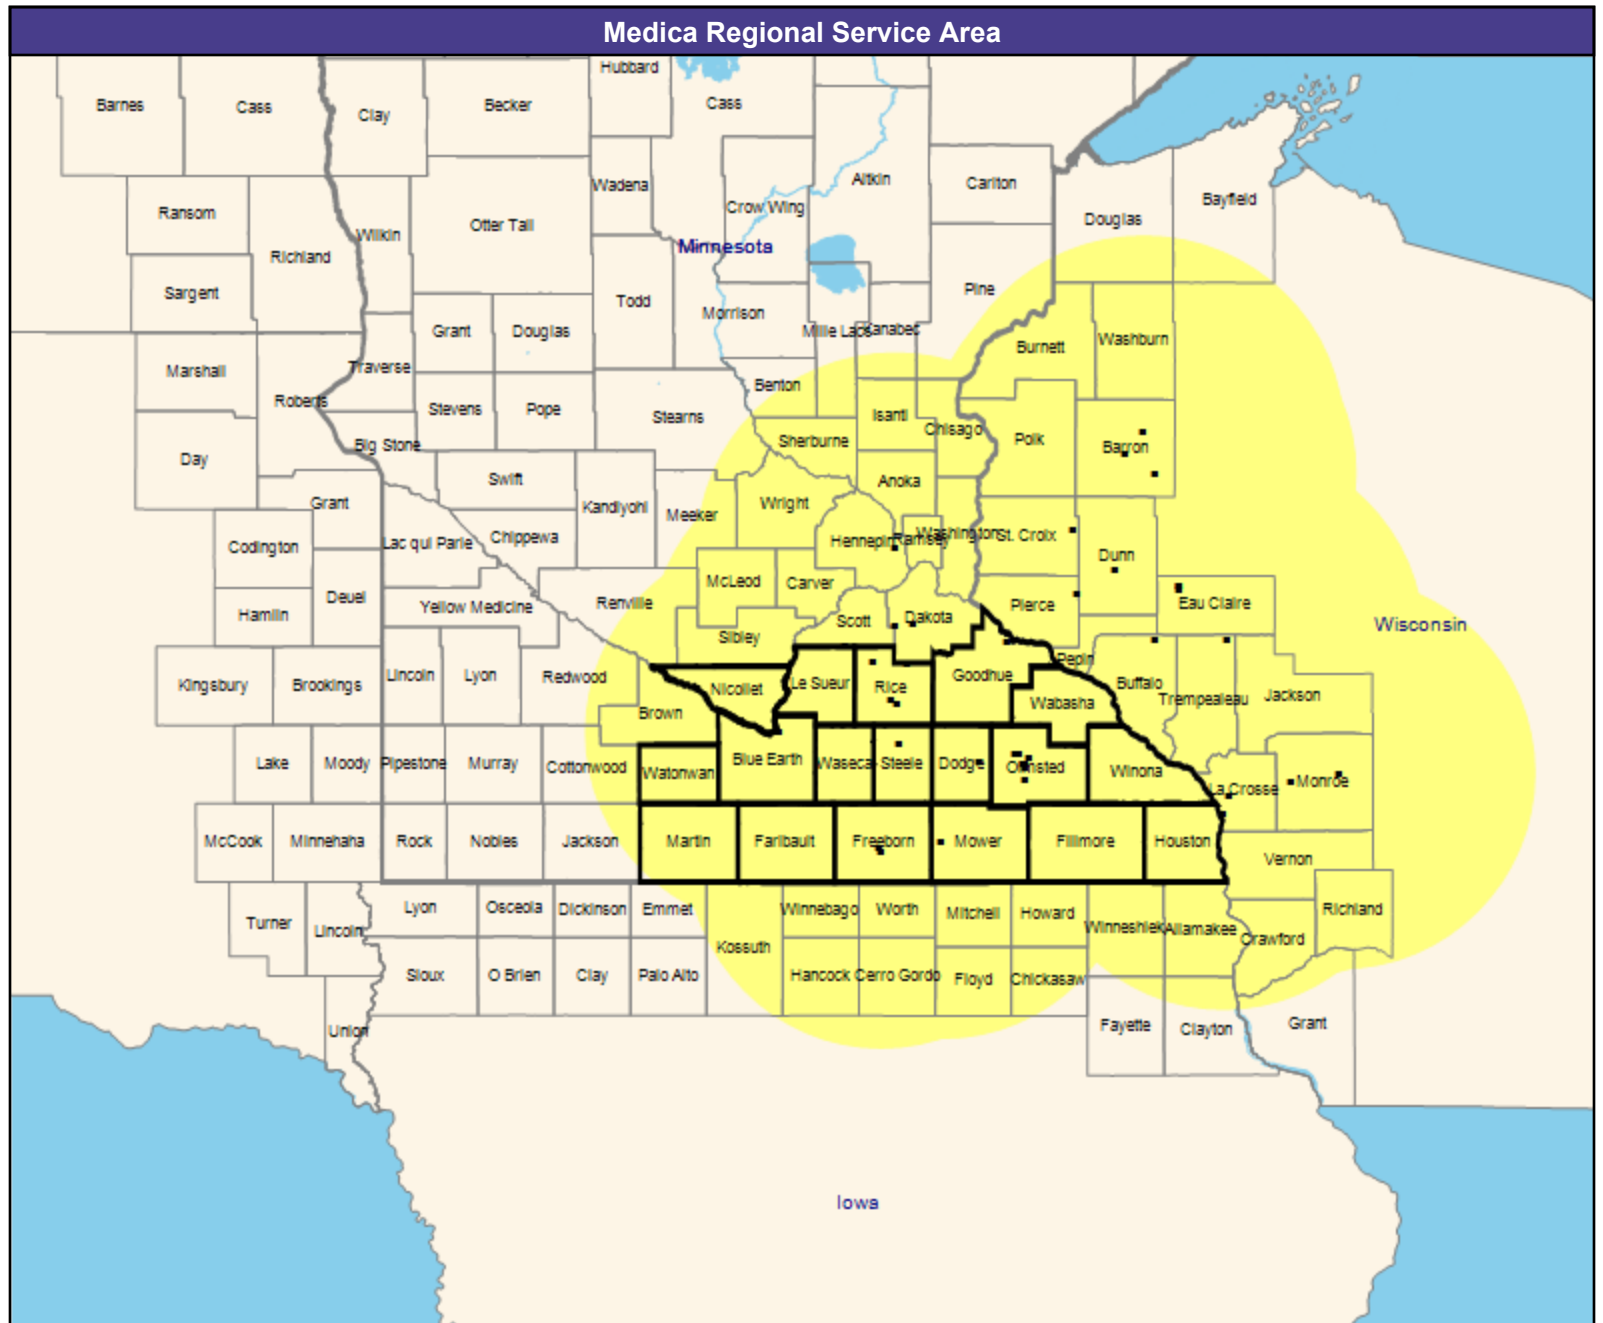 Medica Regional Service Area
Hubbard
Barnes
Cass
Clay
Becker
Cass
Wadena
Aitkin
Carlton
Bayfield
Ransom
Crow Wing
Douglas
Otter Tail
Wilkin
Minnesota
Richland
Sargent
Todd
Pine
Morrison
Grant
Douglas
Mille Lacs
Kanabec
Burnett
Washburn
Marshall
Traverse
Benton
Roberts
Stevens
Pope
Stearns
Isanti
Chisago
Polk
Barron
Big Stone
Sherburne
Day
Swift
Anoka
Grant
Kandiyohi
Meeker
Wright
Codington
Lac qui Parle
Chippewa
Hennepin
Ramsey
Washington
St. Croix
Dunn
McLeod
Carver
Deuel
Yellow Medicine
Renville
Pierce
Eau Claire
Hamlin
Scott
Dakota
Wisconsin
Sibley
Pepin
Kingsbury
Brookings
Lincoln
Lyon
Redwood
Nicollet
Le Sueur
Rice
Goodhue
Buffalo
Trempealeau
Jackson
Brown
Wabasha
Lake
Moody
Pipestone
Murray
Cottonwood
Watonwan
Blue Earth
Waseca
Steele
Dodge
Olmsted
Winona
La Crosse
Monroe
McCook
Minnehaha
Rock
Nobles
Jackson
Martin
Faribault
Freeborn
Mower
Fillmore
Houston
Vernon
Turner
Lincoln
Lyon
Osceola
Dickinson
Emmet
Kossuth
Winnebago
Worth
Mitchell
Howard
Winneshiek
Allamakee
Crawford
Richland
Sioux
O Brien
Clay
Palo Alto
Hancock
Cerro Gordo
Floyd
Chickasaw
Union
Fayette
Clayton
Grant
Iowa